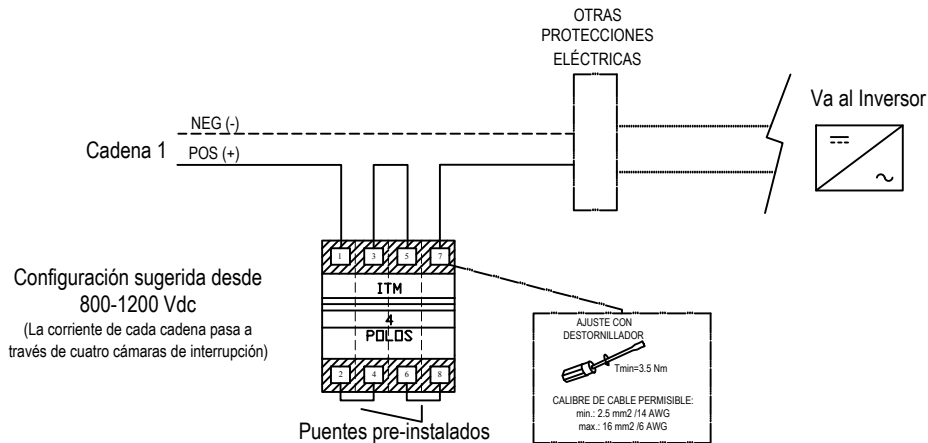 OTRAS
PROTECCIONES
ELÉCTRICAS
Va al Inversor
NEG (-)
Cadena 1
POS (+)
1 3 5 7
ITM
4
POLOS
2 4 6 8
Configuración sugerida desde
800-1200 Vdc
(La corriente de cada cadena pasa a
través de cuatro cámaras de interrupción)
Puentes pre-instalados
AJUSTE CON
DESTORNILLADOR
Tmin=3.5 Nm
CALIBRE DE CABLE PERMISIBLE:
min.: 2.5 mm2 /14 AWG
max.: 16 mm2 /6 AWG